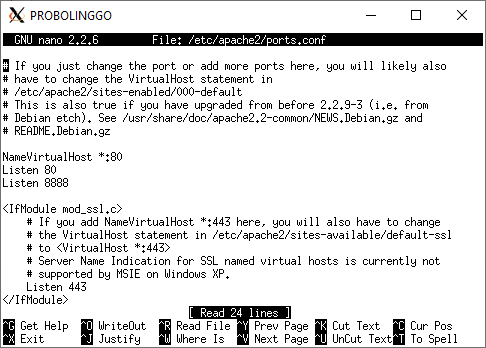 PROBOLINGGO
GNU nano 2.2.6 File: /etc/apache2/ports.conf
# If you just change the port or add more ports here, you will likely also
# have to change the VirtualHost statement in
# /etc/apache2/sites-enabled/000-default
# This is also true if you have upgraded from before 2.2.9-3 (i.e. from
# Debian etch). See /usr/share/doc/apache2.2-common/NEWS.Debian.gz and
# README.Debian.gz
NameVirtualHost *:80
Listen 80
Listen 8888
<IfModule mod_ssl.c>
# If you add NameVirtualHost *:443 here, you will also have to change
# the VirtualHost statement in /etc/apache2/sites-available/default-ssl
# to <VirtualHost *:443>
# Server Name Indication for SSL named virtual hosts is currently not
# supported by MSIE on Windows XP.
Listen 443
</IfModule>
[ Read 24 lines ]
^G Get Help ^O WriteOut ^R Read File ^Y Prev Page ^K Cut Text ^C Cur Pos
^X Exit ^J Justify ^W Where Is ^V Next Page ^U UnCut Text ^T To Spell